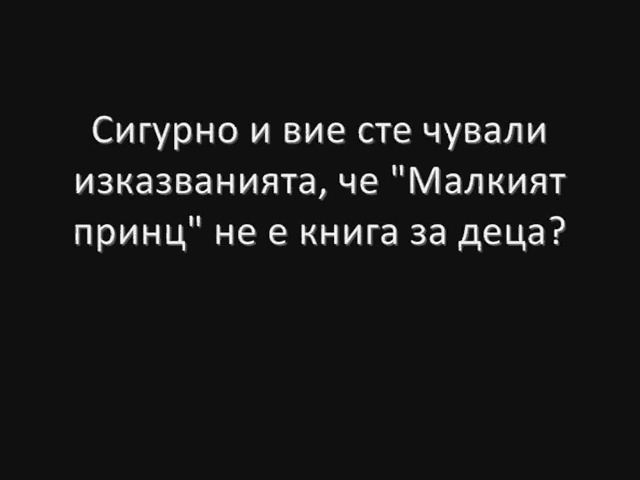 Сигурно и вие сте чували
изказванията, че "Малкият
принц" не е книга за деца?